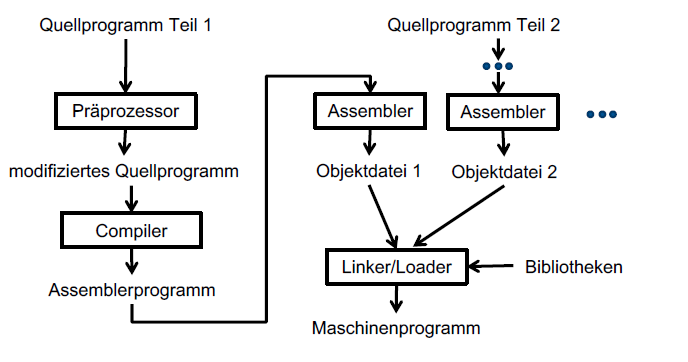 Quellprogramm Teil 1
Präprozessor
modifiziertes Quellprogramm
Compiler
Assemblerprogramm
Assembler
Objektdatei 1
Quellprogramm Teil 2
Assembler
Objektdatei 2
Linker/Loader
Bibliotheken
Maschinenprogramm